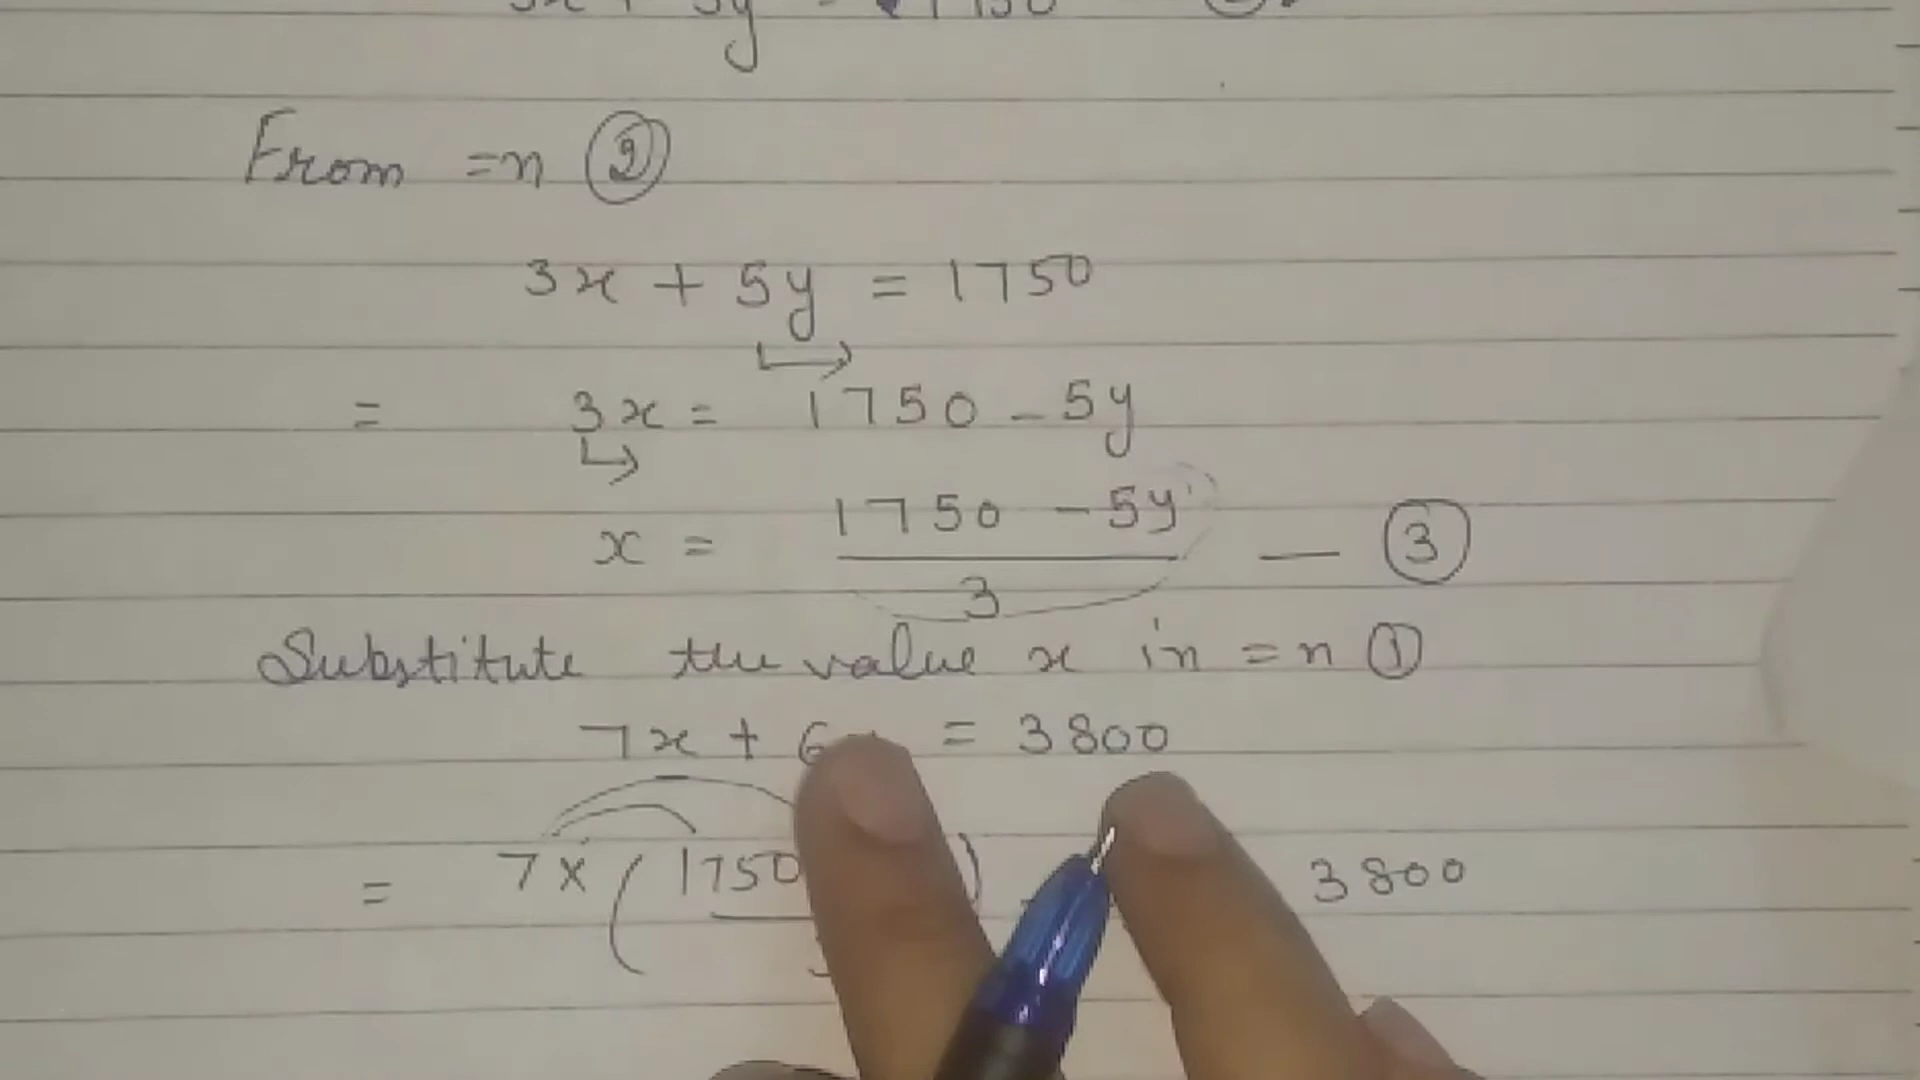 From =n ②
3x + 5y = 1750
= 3x = 1750 - 5y
x = 1750 - 5y — ③
3
Substitute the value x in =n ①
7x + 6 = 3800
= 7 x ( 1750 ) 3800